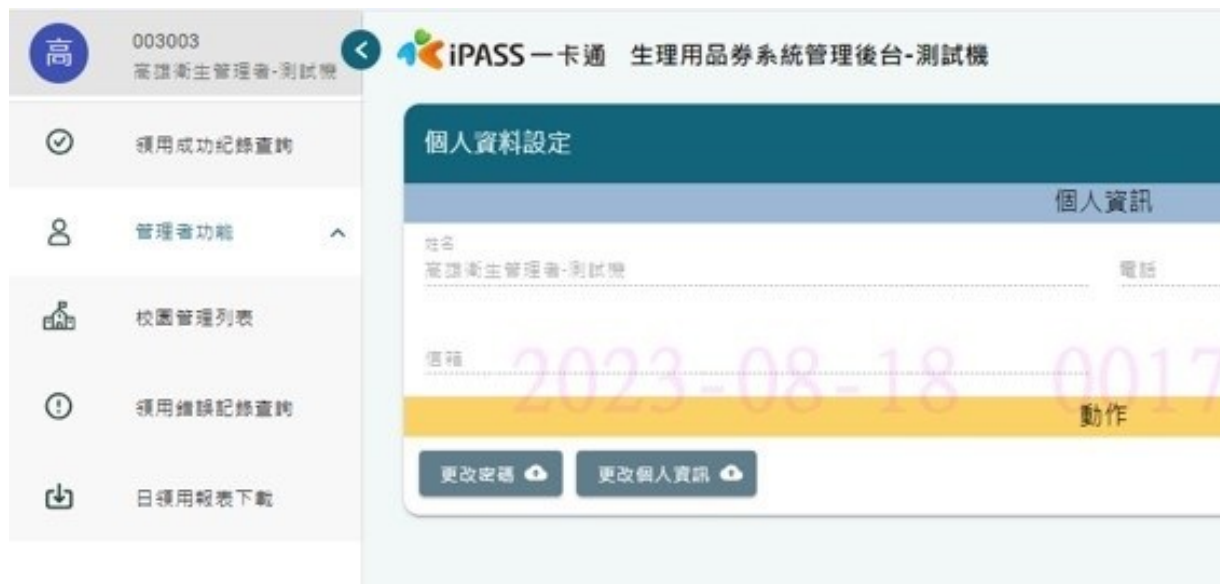 高
003003
高雄衛生管理者-測試機
領用成功紀錄查詢
管理者功能
校園管理列表
領用錯誤記錄查詢
日領用報表下載
iPASS一卡通 生理用品券系統管理後台-測試機
個人資料設定
個人資訊
姓名
高雄衛生管理者-測試機
電話
信箱
2023-08-18 0017
動作
更改密碼
更改個人資訊